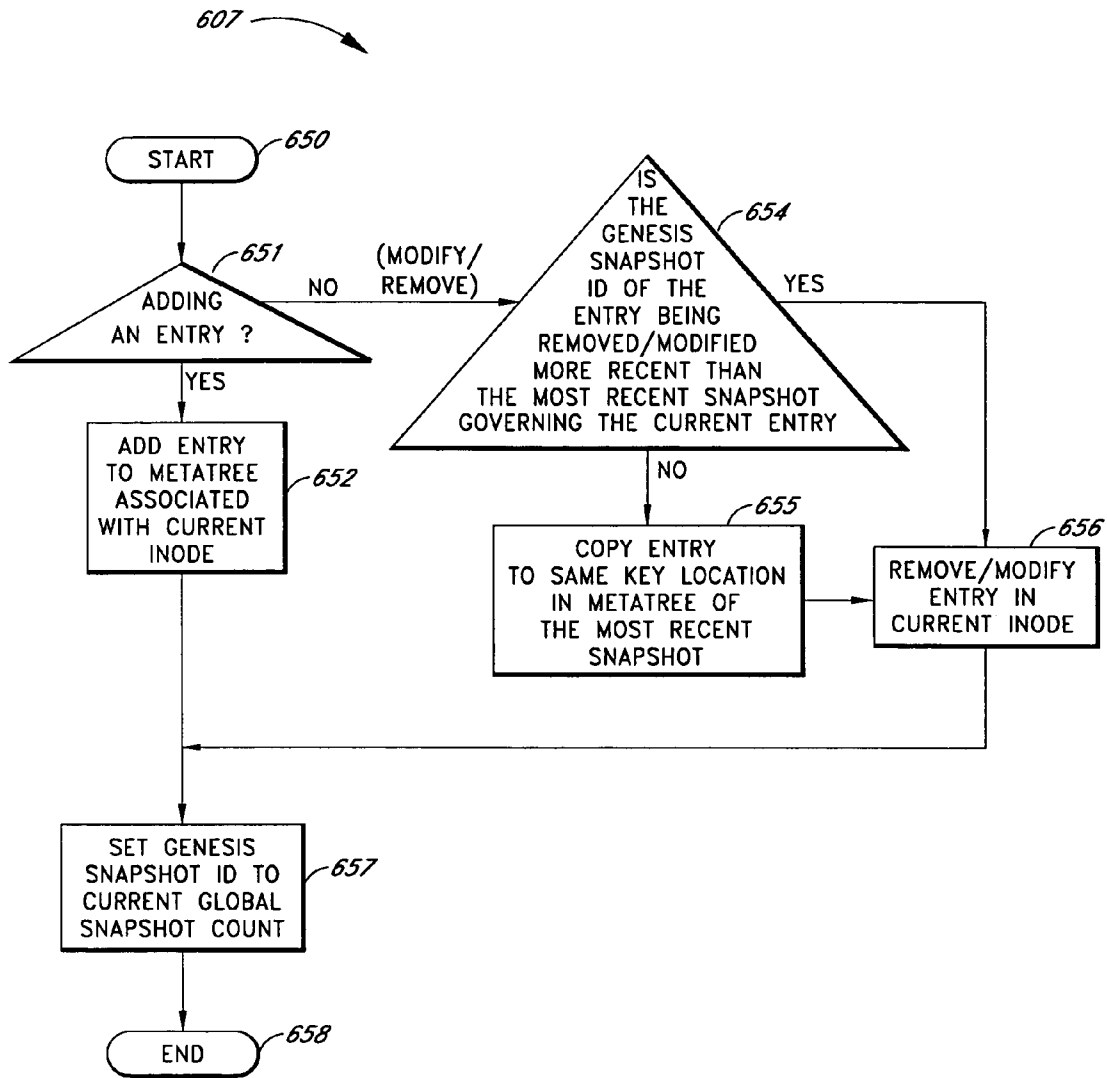 607
START
650
ADDING
AN ENTRY ?
651
NO
(MODIFY/
REMOVE)
YES
ADD ENTRY
TO METATREE
ASSOCIATED
WITH CURRENT
INODE
652
IS
THE
GENESIS
SNAPSHOT
ID OF THE
ENTRY BEING
REMOVED/MODIFIED
MORE RECENT THAN
THE MOST RECENT SNAPSHOT
GOVERNING THE CURRENT ENTRY
654
YES
NO
COPY ENTRY
TO SAME KEY LOCATION
IN METATREE OF
THE MOST RECENT
SNAPSHOT
655
REMOVE/MODIFY
ENTRY IN
CURRENT INODE
656
SET GENESIS
SNAPSHOT ID TO
CURRENT GLOBAL
SNAPSHOT COUNT
657
END
658